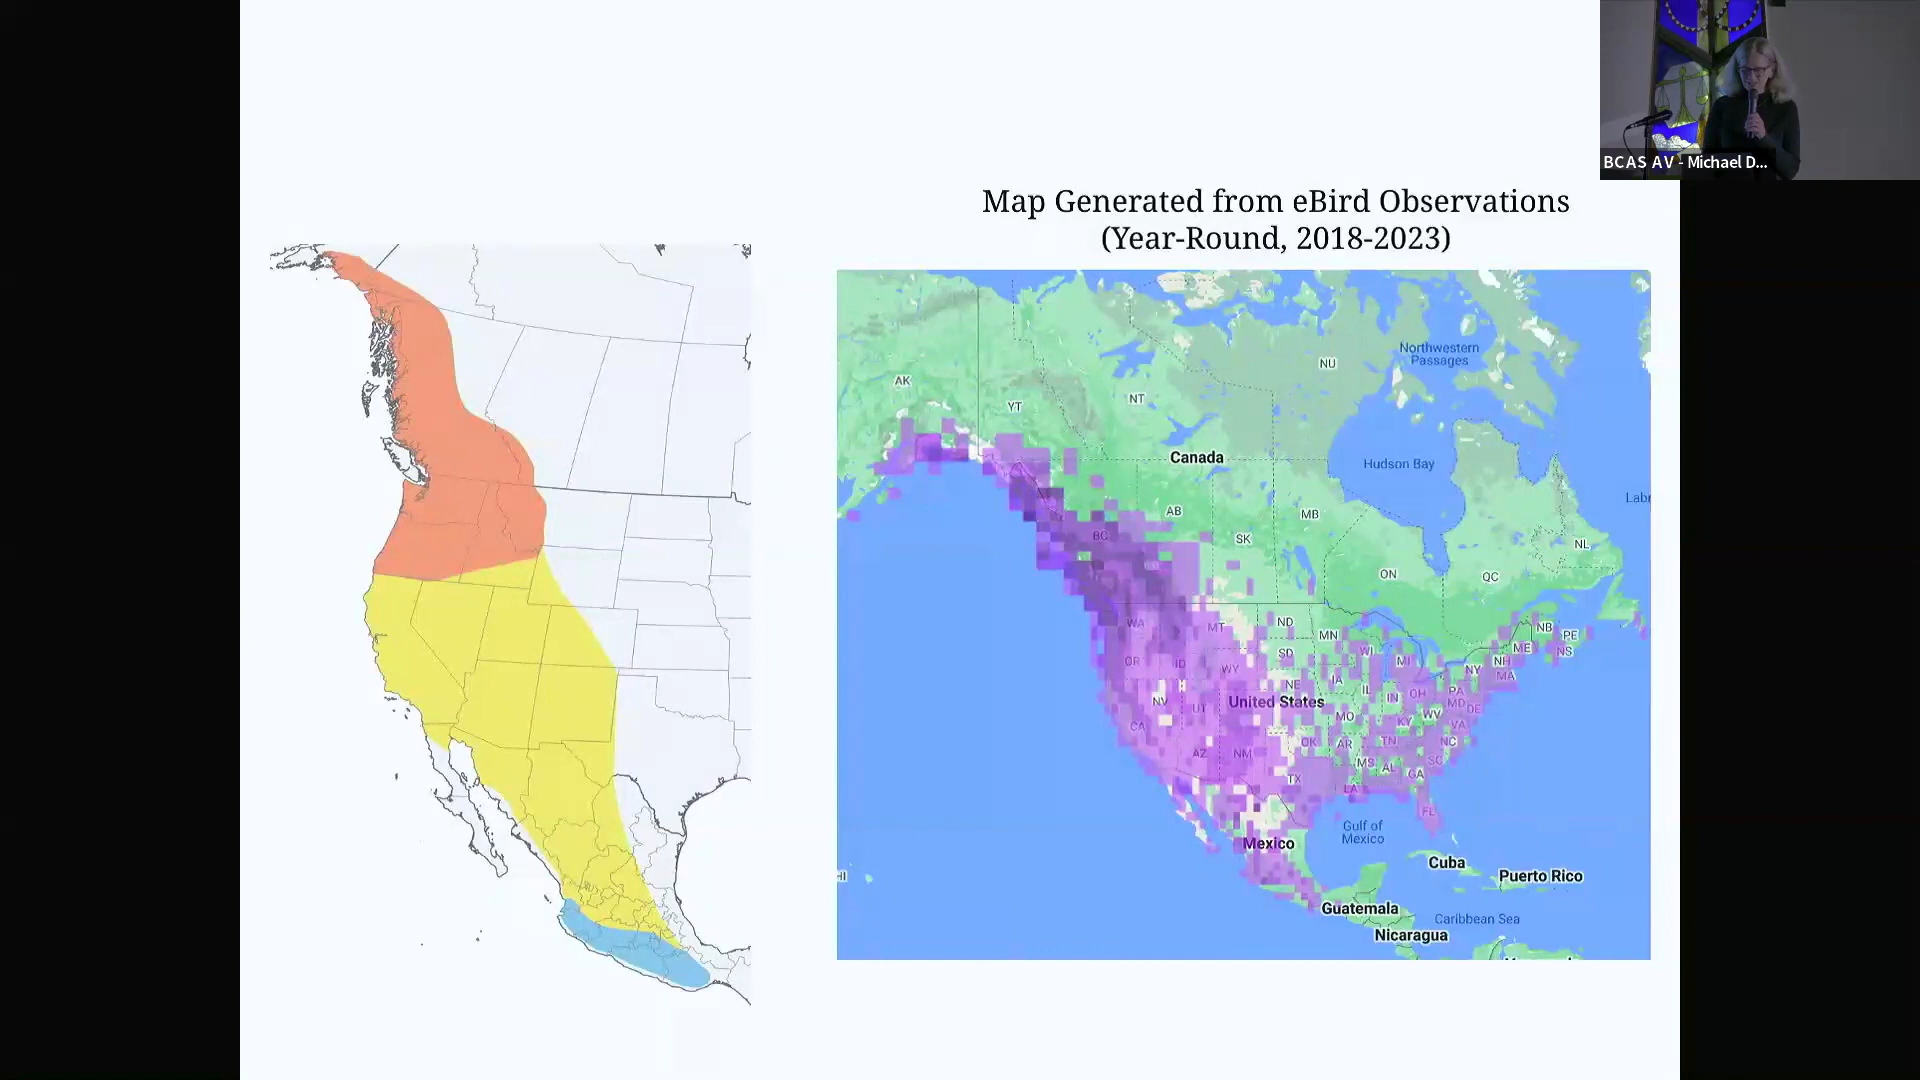 BCAS AV - Michael D...
Map Generated from eBird Observations
(Year-Round, 2018-2023)
Northwestern
Passages
NU
AK
NT
YT
Canada
Hudson Bay
Labr
AB
MB
BC
SK
NL
ON
QC
WA
MT
ND
MN
NB
PE
ME
NS
OR
ID
WY
SD
WI
MI
NY
NH
MA
NV
UT
NE
IA
IL
IN
OH
PA
MD
DE
United States
CA
MO
KY
WV
VA
AZ
NM
OK
AR
TN
NC
TX
MS
AL
GA
SC
LA
FL
Gulf of
Mexico
Mexico
HI
Cuba
Puerto Rico
Guatemala
Caribbean Sea
Nicaragua